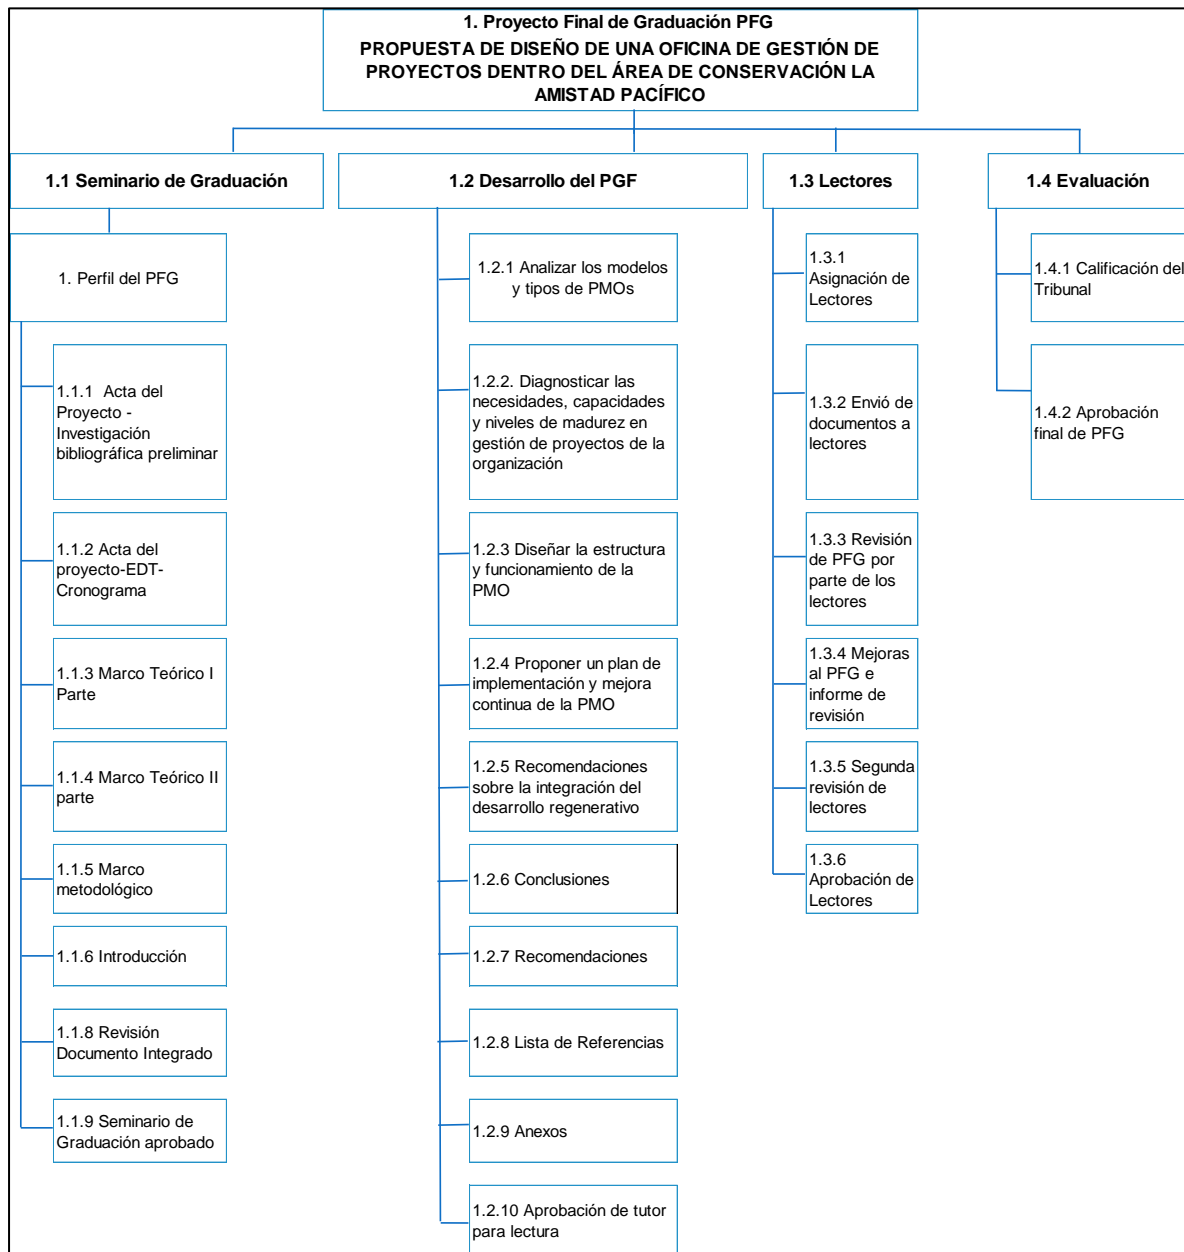 1. Proyecto Final de Graduación PFG
PROPUESTA DE DISEÑO DE UNA OFICINA DE GESTIÓN DE
PROYECTOS DENTRO DEL ÁREA DE CONSERVACIÓN LA
AMISTAD PACÍFICO
1.1 Seminario de Graduación
1. Perfil del PFG
1.1.1 Acta del
Proyecto -
Investigación
bibliográfica preliminar
1.1.2 Acta del
proyecto-EDT-
Cronograma
1.1.3 Marco Teórico I
Parte
1.1.4 Marco Teórico II
parte
1.1.5 Marco
metodológico
1.1.6 Introducción
1.1.8 Revisión
Documento Integrado
1.1.9 Seminario de
Graduación aprobado
1.2 Desarrollo del PGF
1.2.1 Analizar los modelos
y tipos de PMOs
1.2.2. Diagnosticar las
necesidades, capacidades
y niveles de madurez en
gestión de proyectos de la
organización
1.2.3 Diseñar la estructura
y funcionamiento de la
PMO
1.2.4 Proponer un plan de
implementación y mejora
continua de la PMO
1.2.5 Recomendaciones
sobre la integración del
desarrollo regenerativo
1.2.6 Conclusiones
1.2.7 Recomendaciones
1.2.8 Lista de Referencias
1.2.9 Anexos
1.2.10 Aprobación de tutor
para lectura
1.3 Lectores
1.3.1
Asignación de
Lectores
1.3.2 Envió de
documentos a
lectores
1.3.3 Revisión
de PFG por
parte de los
lectores
1.3.4 Mejoras
al PFG e
informe de
revisión
1.3.5 Segunda
revisión de
lectores
1.3.6
Aprobación de
Lectores
1.4 Evaluación
1.4.1 Calificación del
Tribunal
1.4.2 Aprobación
final de PFG